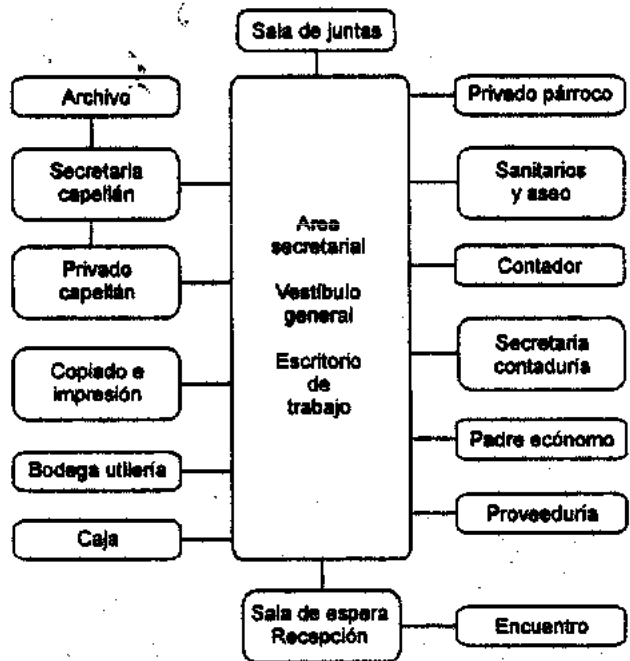 Sala de juntas
Archivo
Secretaria
capellán
Privado
capellán
Copiado e
impresión
Bodega utilería
Caja
Area
secretarial
Vestíbulo
general
Escritorio
de
trabajo
Privado párroco
Sanitarios
y aseo
Contador
Secretaria
contaduría
Padre ecónomo
Proveeduría
Sala de espera
Recepción
Encuentro